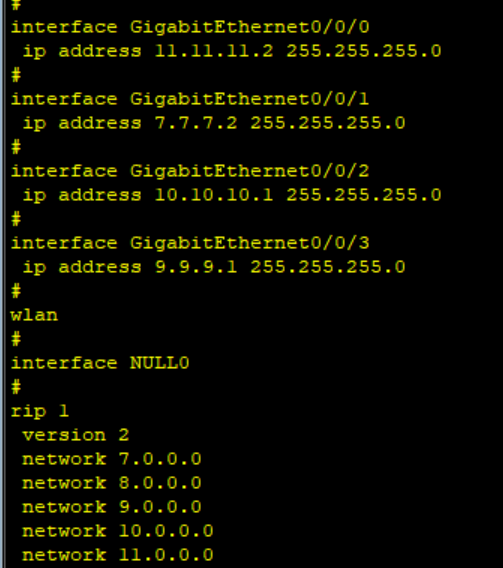 #
interface GigabitEthernet0/0/0
ip address 11.11.11.2 255.255.255.0
#
interface GigabitEthernet0/0/1
ip address 7.7.7.2 255.255.255.0
#
interface GigabitEthernet0/0/2
ip address 10.10.10.1 255.255.255.0
#
interface GigabitEthernet0/0/3
ip address 9.9.9.1 255.255.255.0
#
wlan
#
interface NULL0
#
rip 1
version 2
network 7.0.0.0
network 8.0.0.0
network 9.0.0.0
network 10.0.0.0
network 11.0.0.0